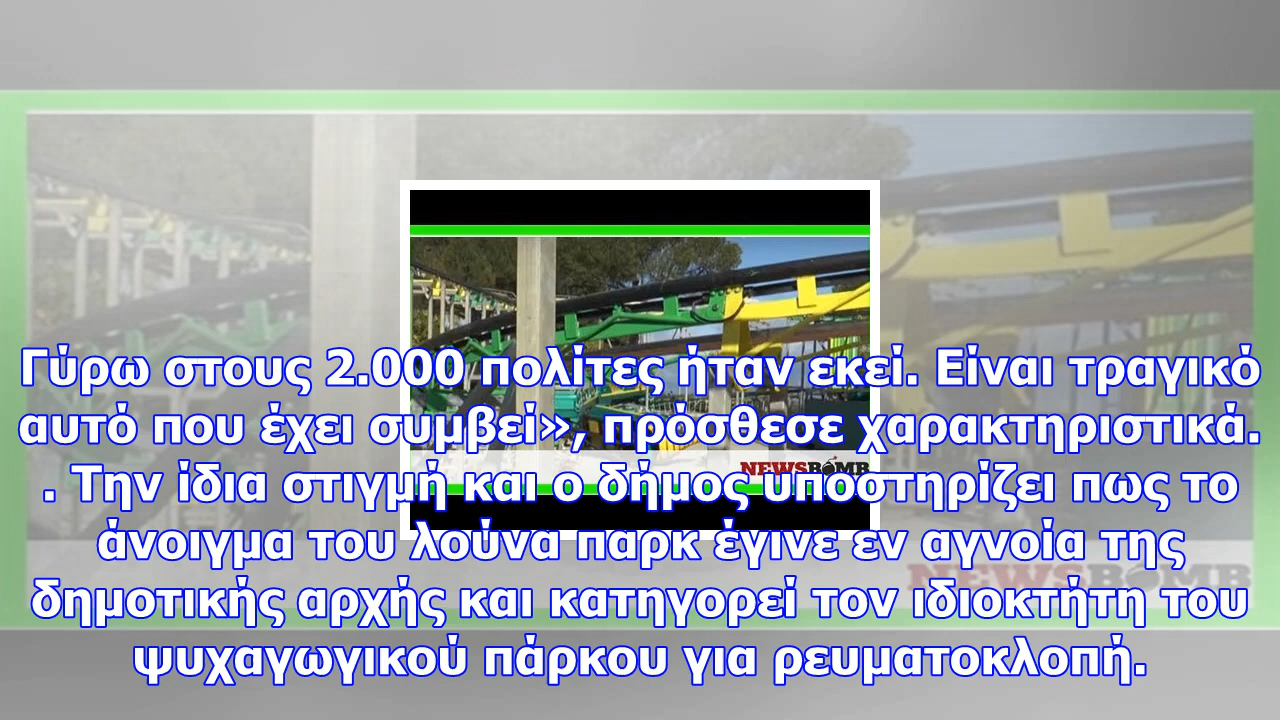 Γύρω στους 2.000 πολίτες ήταν εκεί. Είναι τραγικό
αυτό που έχει συμβεί», πρόσθεσε χαρακτηριστικά.
. Την ίδια στιγμή και ο δήμος υποστηρίζει πως το
άνοιγμα του λούνα παρκ έγινε εν αγνοία της
δημοτικής αρχής και κατηγορεί τον ιδιοκτήτη του
ψυχαγωγικού πάρκου για ρευματοκλοπή.
NEWSBOMB
NEWSBOMB